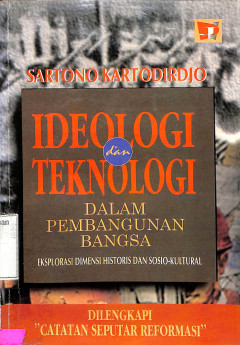 SARTONO KARTODIRDJO
IDEOLOGI
dan
TEKNOLOGI
DALAM
PEMBANGUNAN
BANGSA
EKSPLORASI DIMENSI HISTORIS DAN SOSIO-KULTURAL
DILENGKAPI
"CATATAN SEPUTAR REFORMASI"